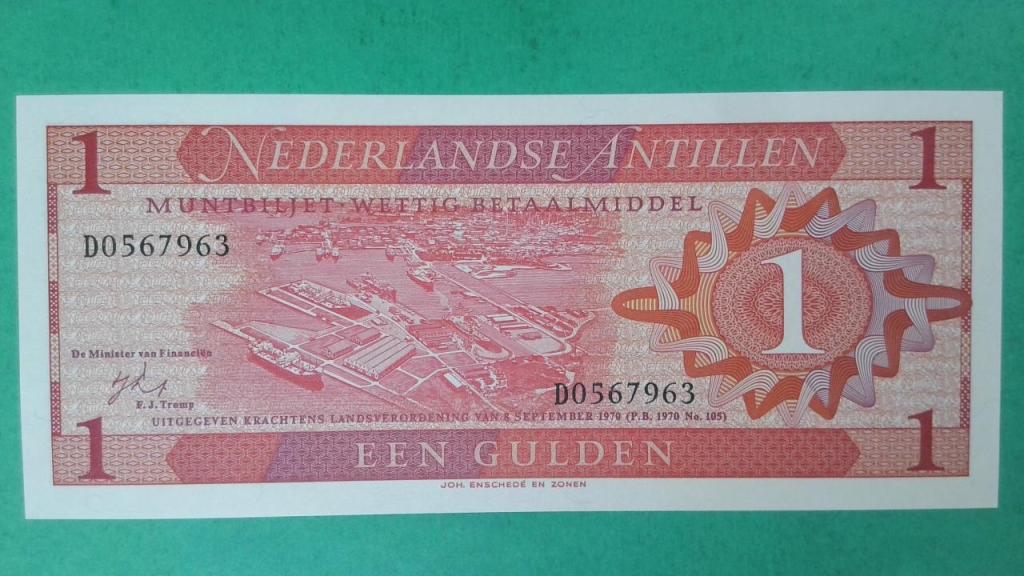 1 NEDERLANDSE ANTILLEN 1
MUNTBILJET·WETTIG BETAALMIDDEL
D0567963
1
De Minister van Financiën
F. J. Tromp
D0567963
UITGEGEVEN KRACHTENS LANDSVERORDENING VAN 8 SEPTEMBER 1970 (P.B. 1970 No. 105)
1 EEN GULDEN 1
JOH. ENSCHEDÉ EN ZONEN